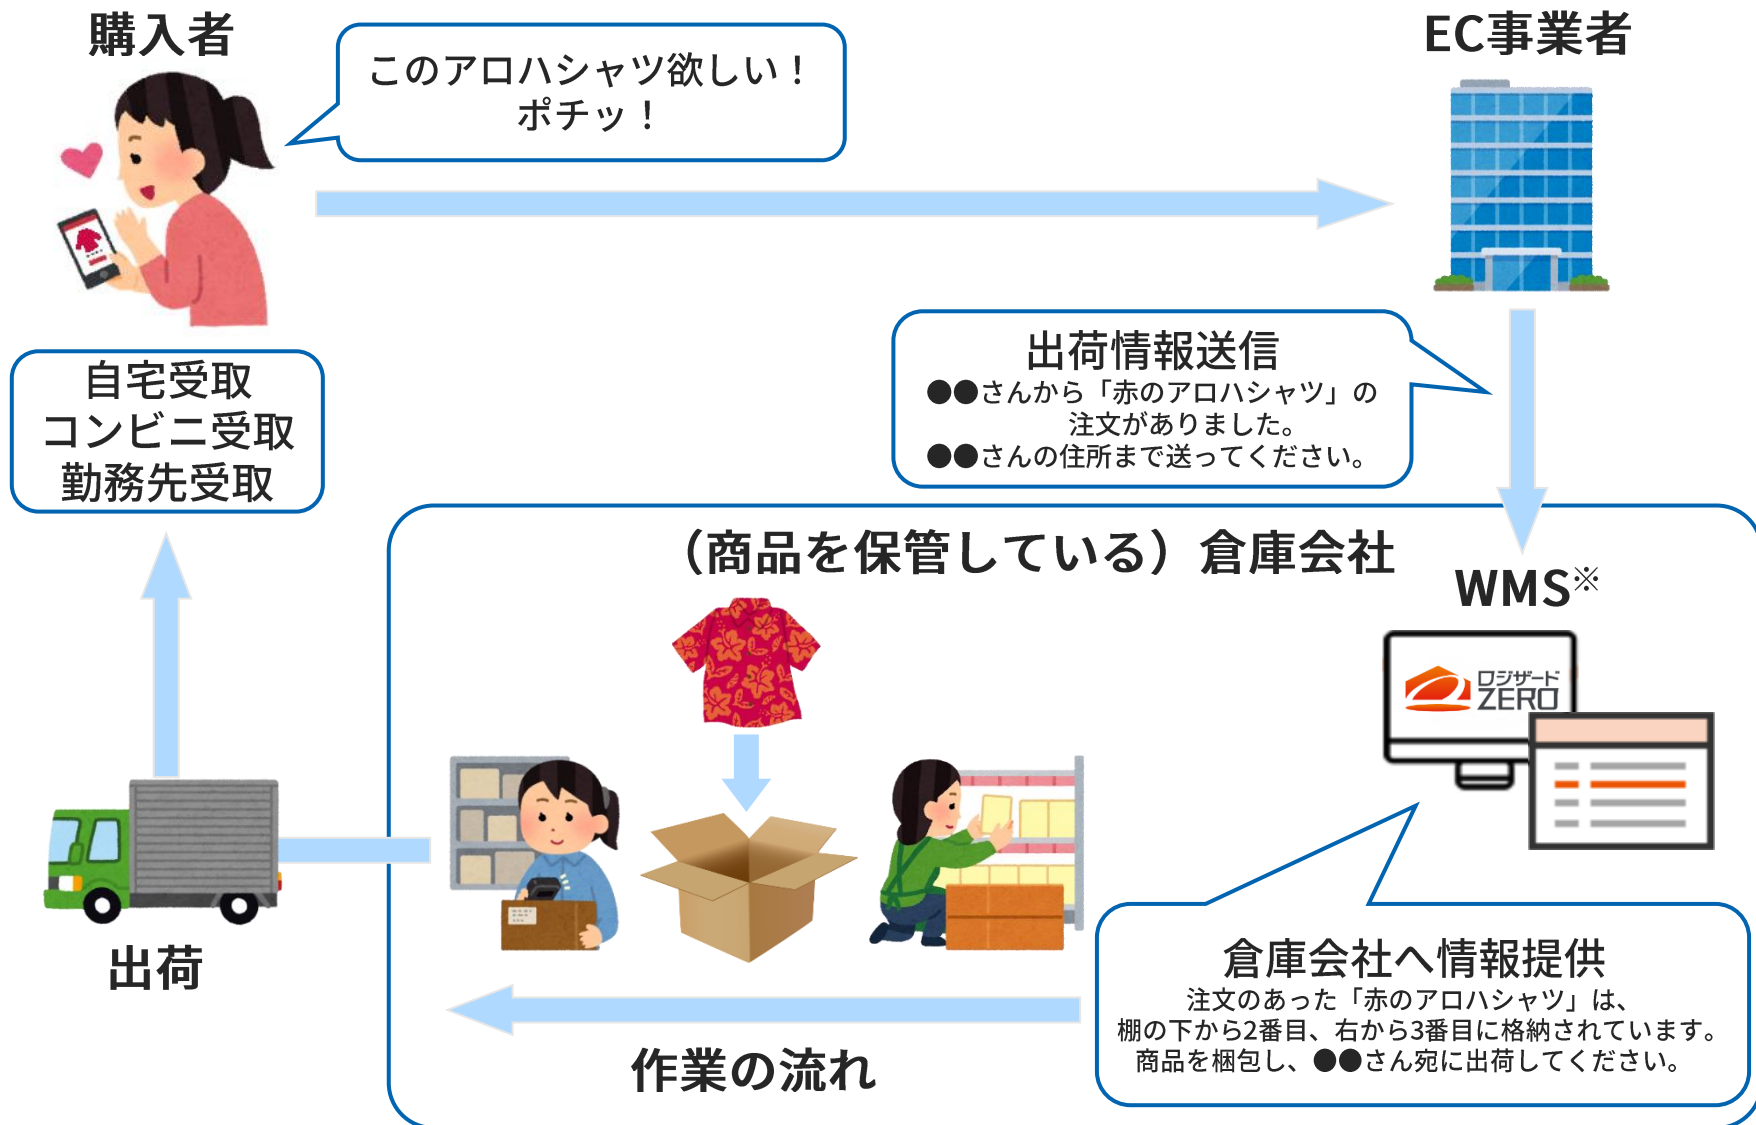 購入者
このアロハシャツ欲しい！
ポチッ！
EC事業者
出荷情報送信
●●さんから「赤のアロハシャツ」の
注文がありました。
●●さんの住所まで送ってください。
自宅受取
コンビニ受取
勤務先受取
（商品を保管している）倉庫会社
WMS※
ロジザード
ZERO
出荷
倉庫会社へ情報提供
注文のあった「赤のアロハシャツ」は、
棚の下から2番目、右から3番目に格納されています。
商品を梱包し、●●さん宛に出荷してください。
作業の流れ